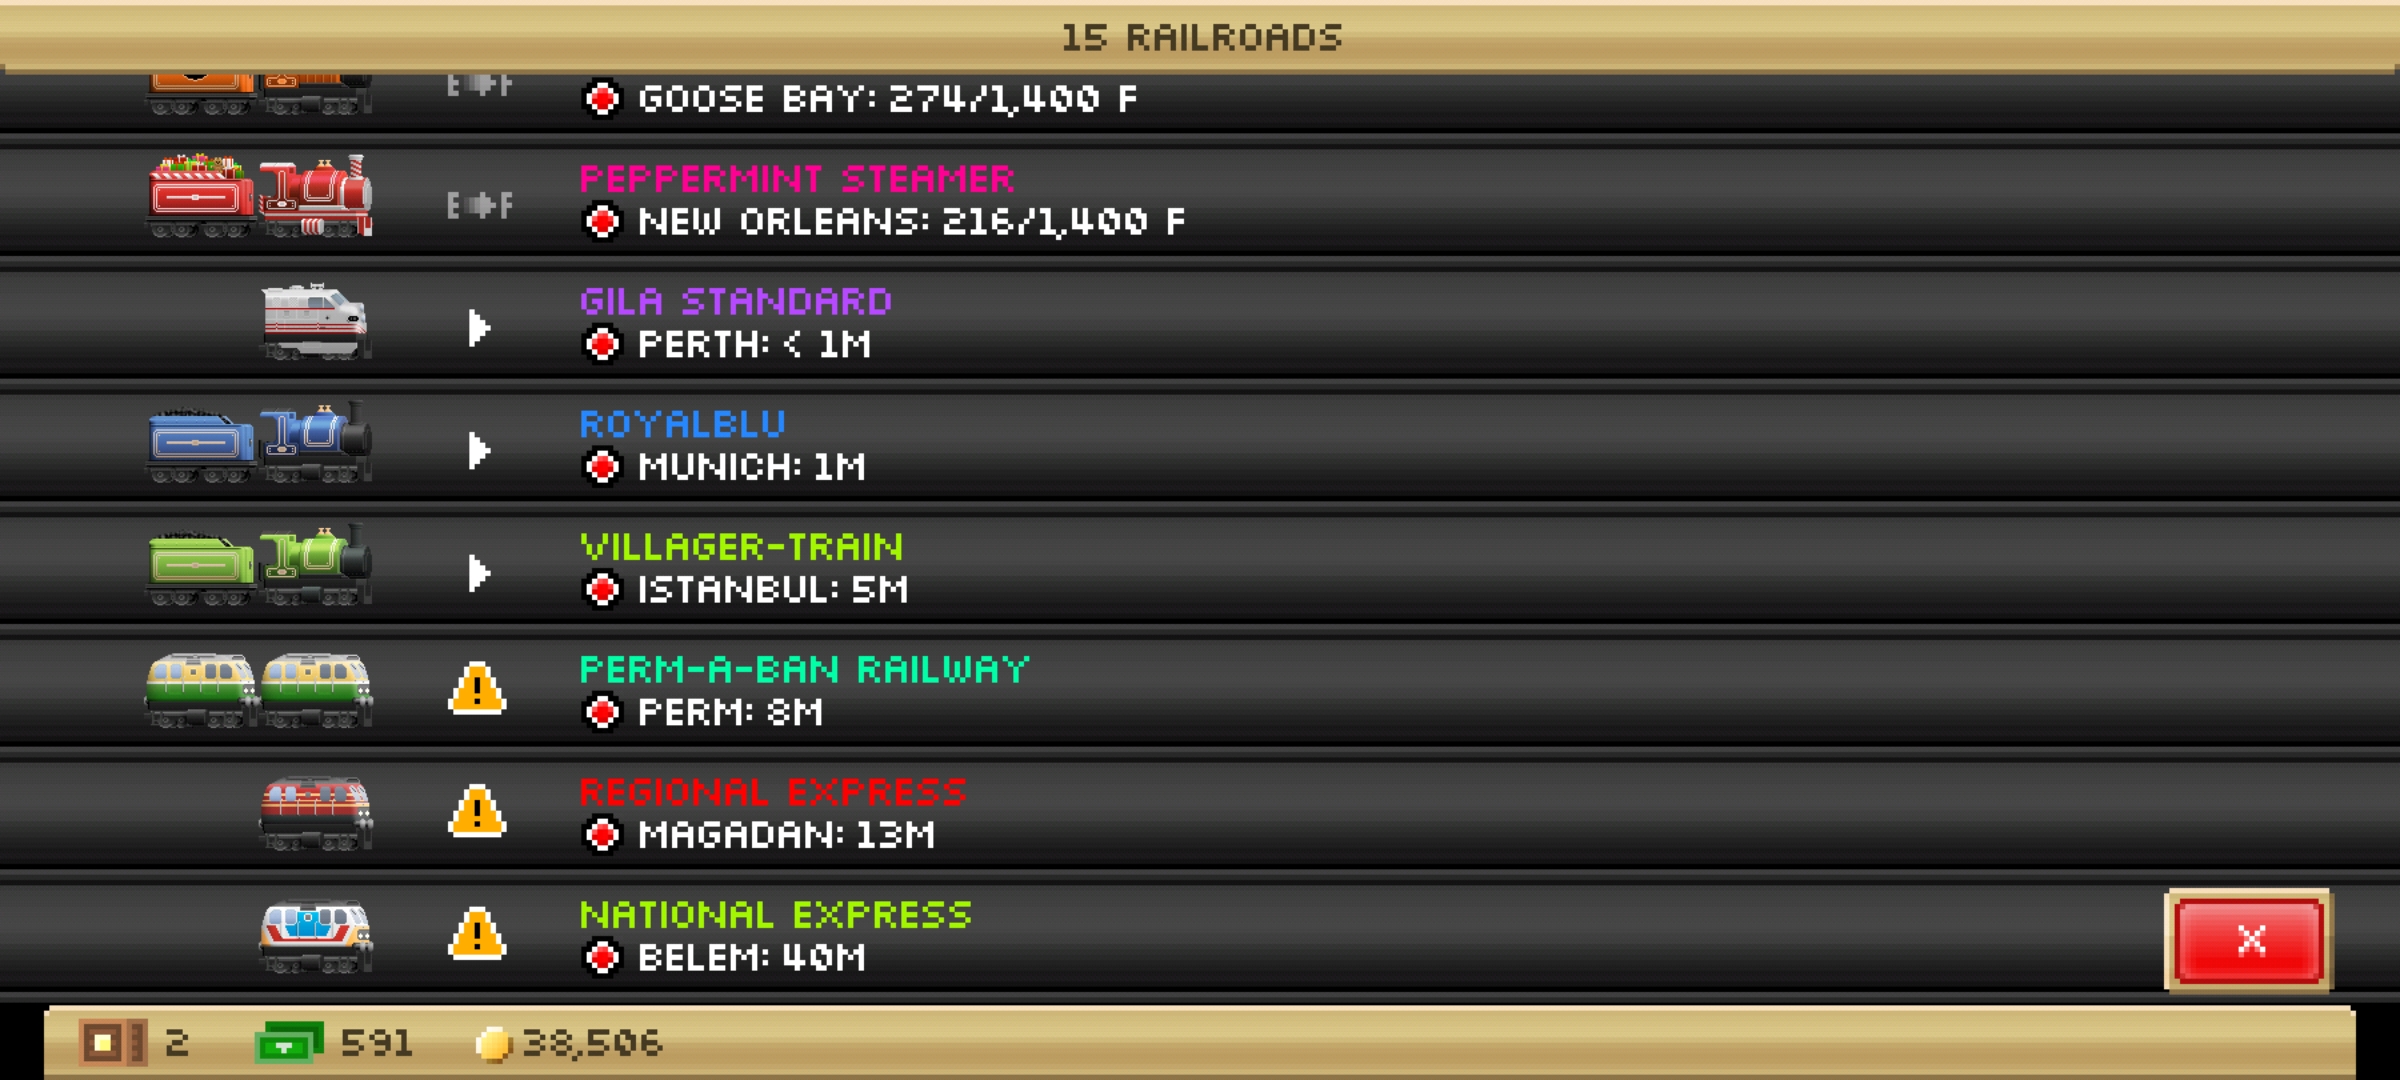 15 RAILROADS
E F
GOOSE BAY: 274/1,400 F
PEPPERMINT STEAMER
E F
NEW ORLEANS: 216/1,400 F
GILA STANDARD
PERTH: < 1M
ROYALBLU
MUNICH: 1M
VILLAGER-TRAIN
ISTANBUL: 5M
PERM-A-BAN RAILWAY
!
PERM: 8M
REGIONAL EXPRESS
!
MAGADAN: 13M
NATIONAL EXPRESS
!
BELEM: 40M
X
2 591 38,506